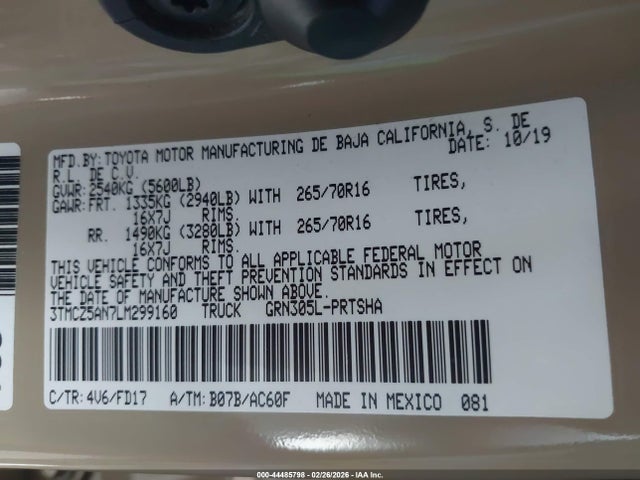 MFD.BY: TOYOTA MOTOR MANUFACTURING DE BAJA CALIFORNIA, S. DE
R.L. DE C.V. DATE: 10/19
GVWR: 2540KG (5600LB)
GAWR: FRT. 1335KG (2940LB) WITH 265/70R16 TIRES,
16X7J RIMS.
RR. 1490KG (3280LB) WITH 265/70R16 TIRES,
16X7J RIMS.
THIS VEHICLE CONFORMS TO ALL APPLICABLE FEDERAL MOTOR
VEHICLE SAFETY AND THEFT PREVENTION STANDARDS IN EFFECT ON
THE DATE OF MANUFACTURE SHOWN ABOVE.
3TMCZ5AN7LM299160 TRUCK GRN305L-PRTSHA
C/TR: 4V6/FD17 A/TM: B07B/AC60F MADE IN MEXICO 081
000-44485798 - 02/26/2026 - IAA Inc.